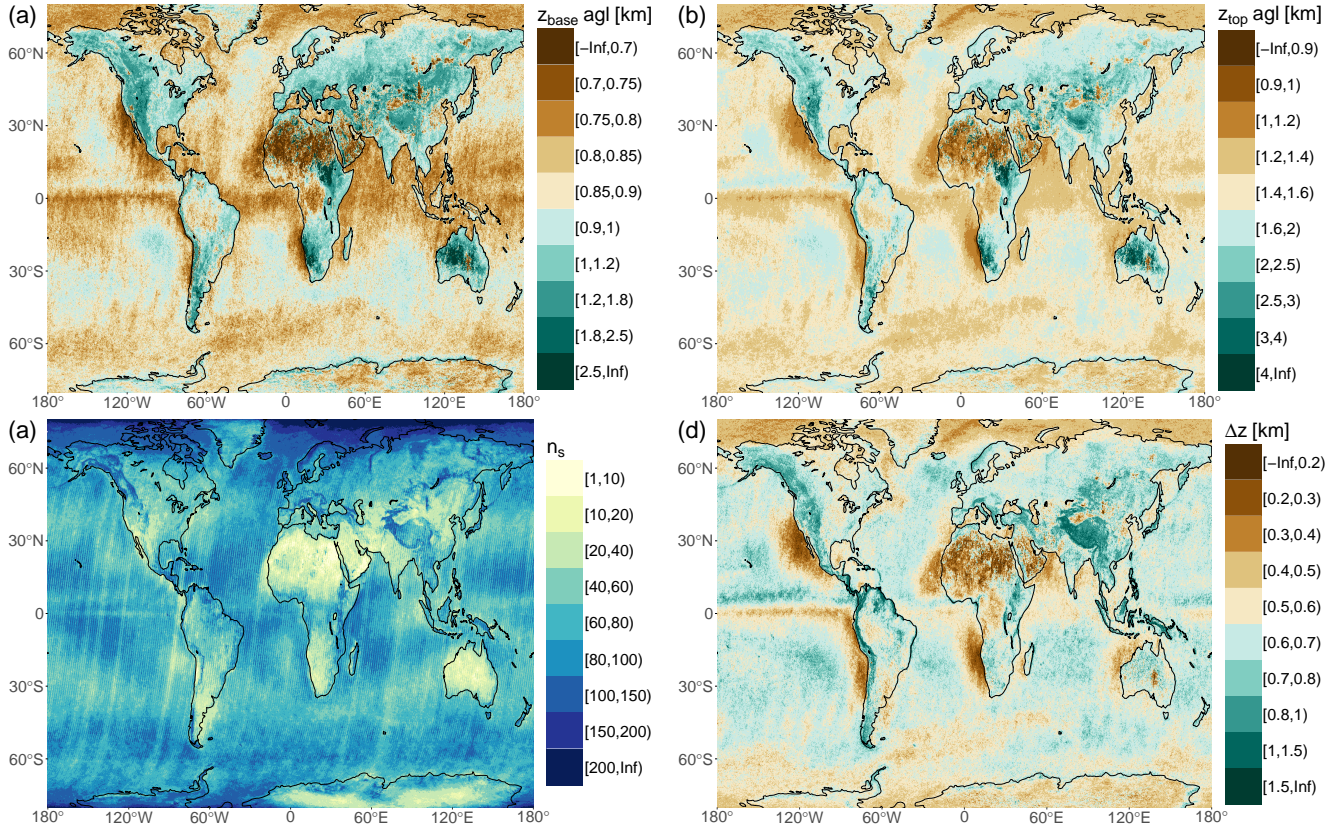 (a) z_base agl [km]
60°N
30°N
0
30°S
60°S
180° 120°W 60°W 0 60°E 120°E 180°
[−Inf,0.7)
[0.7,0.75)
[0.75,0.8)
[0.8,0.85)
[0.85,0.9)
[0.9,1)
[1,1.2)
[1.2,1.8)
[1.8,2.5)
[2.5,Inf)
(b) z_top agl [km]
60°N
30°N
0
30°S
60°S
180° 120°W 60°W 0 60°E 120°E 180°
[−Inf,0.9)
[0.9,1)
[1,1.2)
[1.2,1.4)
[1.4,1.6)
[1.6,2)
[2,2.5)
[2.5,3)
[3,4)
[4,Inf)
(a) n_s
60°N
30°N
0
30°S
60°S
180° 120°W 60°W 0 60°E 120°E 180°
[1,10)
[10,20)
[20,40)
[40,60)
[60,80)
[80,100)
[100,150)
[150,200)
[200,Inf)
(d) Δz [km]
60°N
30°N
0
30°S
60°S
180° 120°W 60°W 0 60°E 120°E 180°
[−Inf,0.2)
[0.2,0.3)
[0.3,0.4)
[0.4,0.5)
[0.5,0.6)
[0.6,0.7)
[0.7,0.8)
[0.8,1)
[1,1.5)
[1.5,Inf)